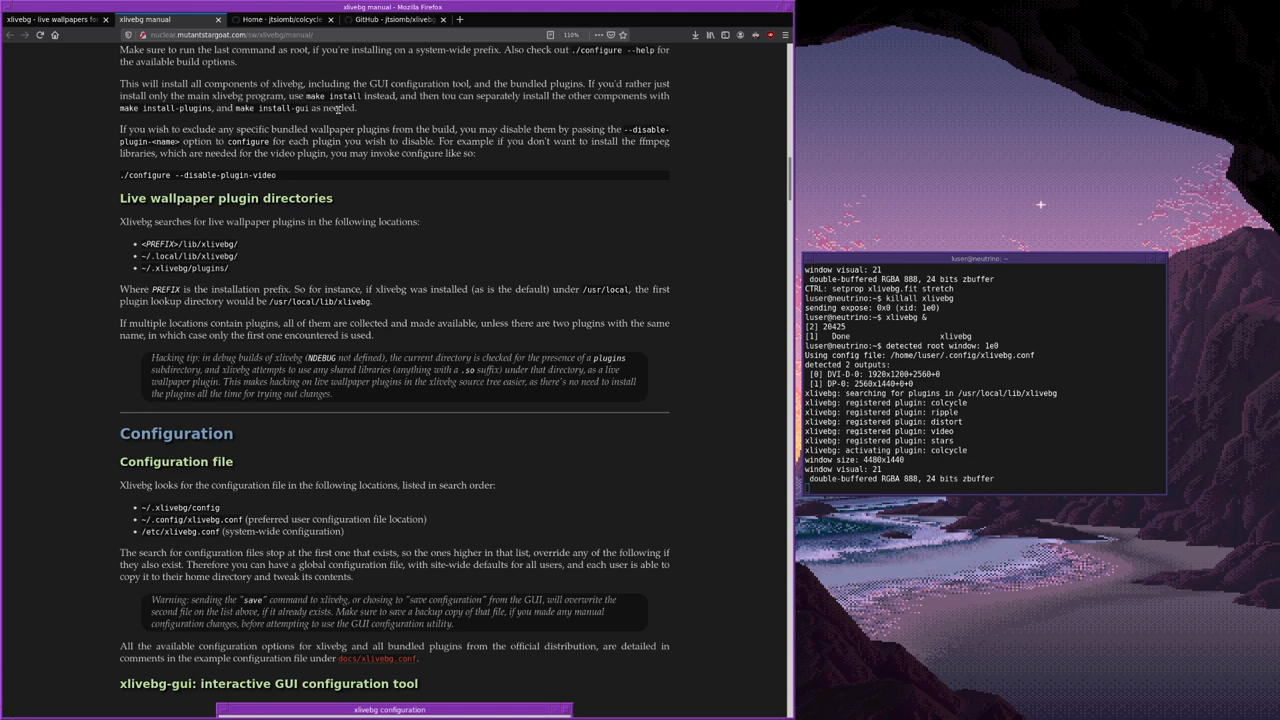 xlivebg manual - Mozilla Firefox
xlivebg - live wallpapers for
xlivebg manual
Home · jtsiomb/colcycle
GitHub - jtsiomb/xlivebg
nuclear.mutantstargoat.com/sw/xlivebg/manual/
110%
Make sure to run the last command as root, if you're installing on a system-wide prefix. Also check out ./configure --help for
the available build options.
This will install all components of xlivebg, including the GUI configuration tool, and the bundled plugins. If you'd rather just
install only the main xlivebg program, use make install instead, and then tou can separately install the other components with
make install-plugins, and make install-gui as needed.
If you wish to exclude any specific bundled wallpaper plugins from the build, you may disable them by passing the --disable-
plugin-<name> option to configure for each plugin you wish to disable. For example if you don't want to install the ffmpeg
libraries, which are needed for the video plugin, you may invoke configure like so:
./configure --disable-plugin-video
Live wallpaper plugin directories
Xlivebg searches for live wallpaper plugins in the following locations:
• <PREFIX>/lib/xlivebg/
• ~/.local/lib/xlivebg/
• ~/.xlivebg/plugins/
Where PREFIX is the installation prefix. So for instance, if xlivebg was installed (as is the default) under /usr/local, the first
plugin lookup directory would be /usr/local/lib/xlivebg.
If multiple locations contain plugins, all of them are collected and made available, unless there are two plugins with the same
name, in which case only the first one encountered is used.
Hacking tip: in debug builds of xlivebg (NDEBUG not defined), the current directory is checked for the presence of a plugins
subdirectory, and xlivebg attempts to use any shared libraries (anything with a .so suffix) under that directory, as a live
wallpaper plugin. This makes hacking on live wallpaper plugins in the xlivebg source tree easier, as there's no need to install
the plugins all the time for trying out changes.
Configuration
Configuration file
Xlivebg looks for the configuration file in the following locations, listed in search order:
• ~/.xlivebg/config
• ~/.config/xlivebg.conf (preferred user configuration file location)
• /etc/xlivebg.conf (system-wide configuration)
The search for configuration files stop at the first one that exists, so the ones higher in that list, override any of the following if
they also exist. Therefore you can have a global configuration file, with site-wide defaults for all users, and each user is able to
copy it to their home directory and tweak its contents.
Warning: sending the "save" command to xlivebg, or chosing to "save configuration" from the GUI, will overwrite the
second file on the list above, if it already exists. Make sure to save a backup copy of that file, if you made any manual
configuration changes, before attempting to use the GUI configuration utility.
All the available configuration options for xlivebg and all bundled plugins from the official distribution, are detailed in
comments in the example configuration file under docs/xlivebg.conf.
xlivebg-gui: interactive GUI configuration tool
xlivebg configuration
luser@neutrino: ~
window visual: 21
double-buffered RGBA 888, 24 bits zbuffer
CTRL: setprop xlivebg.fit stretch
luser@neutrino:~$ killall xlivebg
sending expose: 0x0 (xid: 1e0)
luser@neutrino:~$ xlivebg &
[2] 20425
[1]   Done                    xlivebg
luser@neutrino:~$ detected root window: 1e0
Using config file: /home/luser/.config/xlivebg.conf
detected 2 outputs:
[0] DVI-D-0: 1920x1200+2560+0
[1] DP-0: 2560x1440+0+0
xlivebg: searching for plugins in /usr/local/lib/xlivebg
xlivebg: registered plugin: colcycle
xlivebg: registered plugin: ripple
xlivebg: registered plugin: distort
xlivebg: registered plugin: video
xlivebg: registered plugin: stars
xlivebg: activating plugin: colcycle
window size: 4480x1440
window visual: 21
double-buffered RGBA 888, 24 bits zbuffer